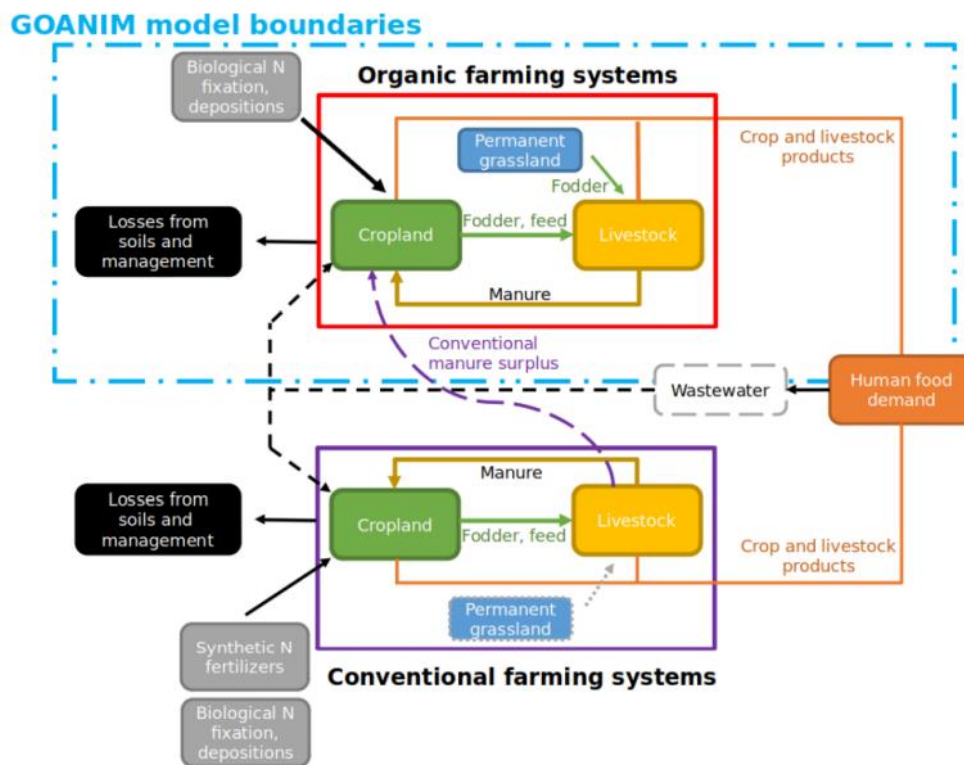 GOANIM model boundaries
Biological N
fixation,
depositions
Organic farming systems
Permanent
grassland
Crop and livestock
products
Fodder
Losses from
soils and
management
Cropland
Fodder, feed
Livestock
Manure
Conventional
manure surplus
Wastewater
Human food
demand
Manure
Losses from
soils and
management
Cropland
Fodder, feed
Livestock
Crop and livestock
products
Permanent
grassland
Synthetic N
fertilizers
Conventional farming systems
Biological N
fixation,
depositions